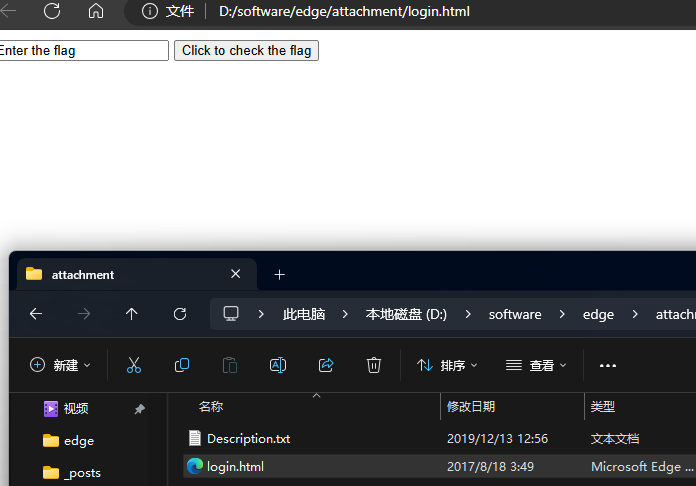 文件 D:/software/edge/attachment/login.html
Enter the flag Click to check the flag
attachment
此电脑 本地磁盘 (D:) software edge attachn
新建 排序 查看
名称 修改日期 类型
视频
Description.txt 2019/12/13 12:56 文本文档
edge
login.html 2017/8/18 3:49 Microsoft Edge ...
_posts